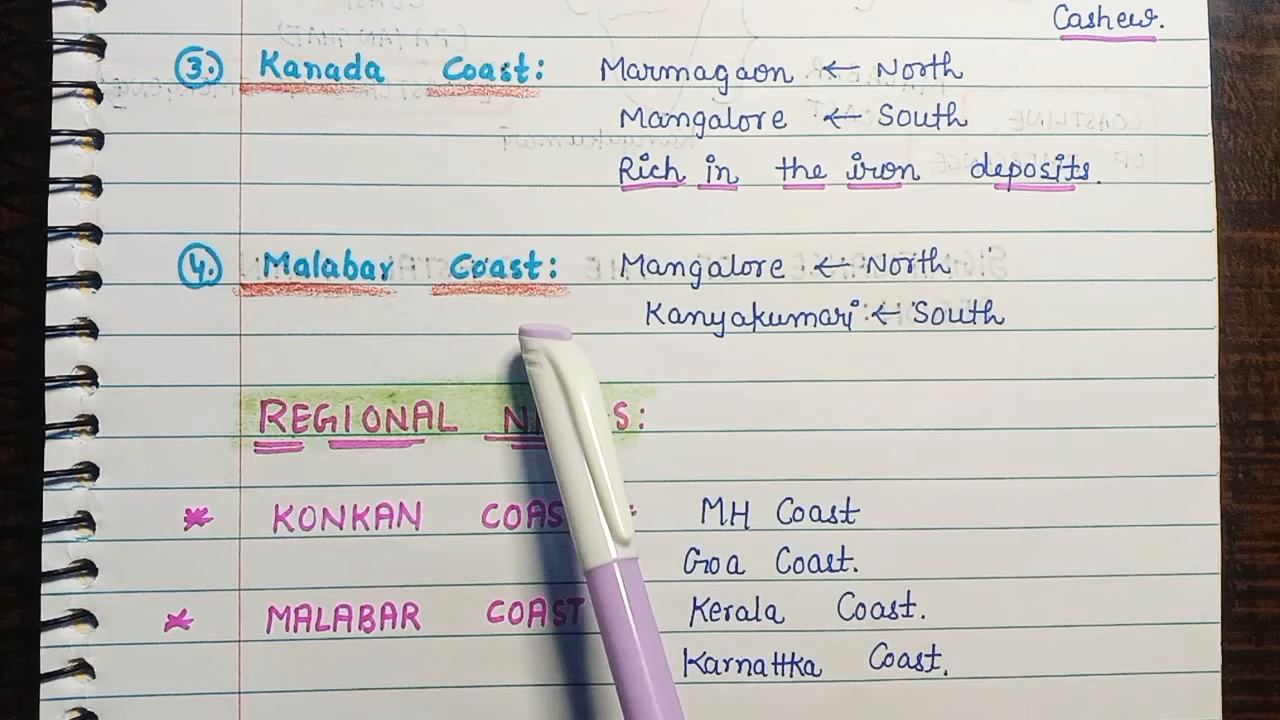 Cashew.
3. Kanada Coast: Marmagaon ← North
Mangalore ← South
Rich in the iron deposits.
4. Malabar Coast: Mangalore ← North
Kanyakumari ← South
REGIONAL
* KONKAN MH Coast
Goa Coast.
* MALABAR COAST Kerala Coast.
Karnattka Coast.